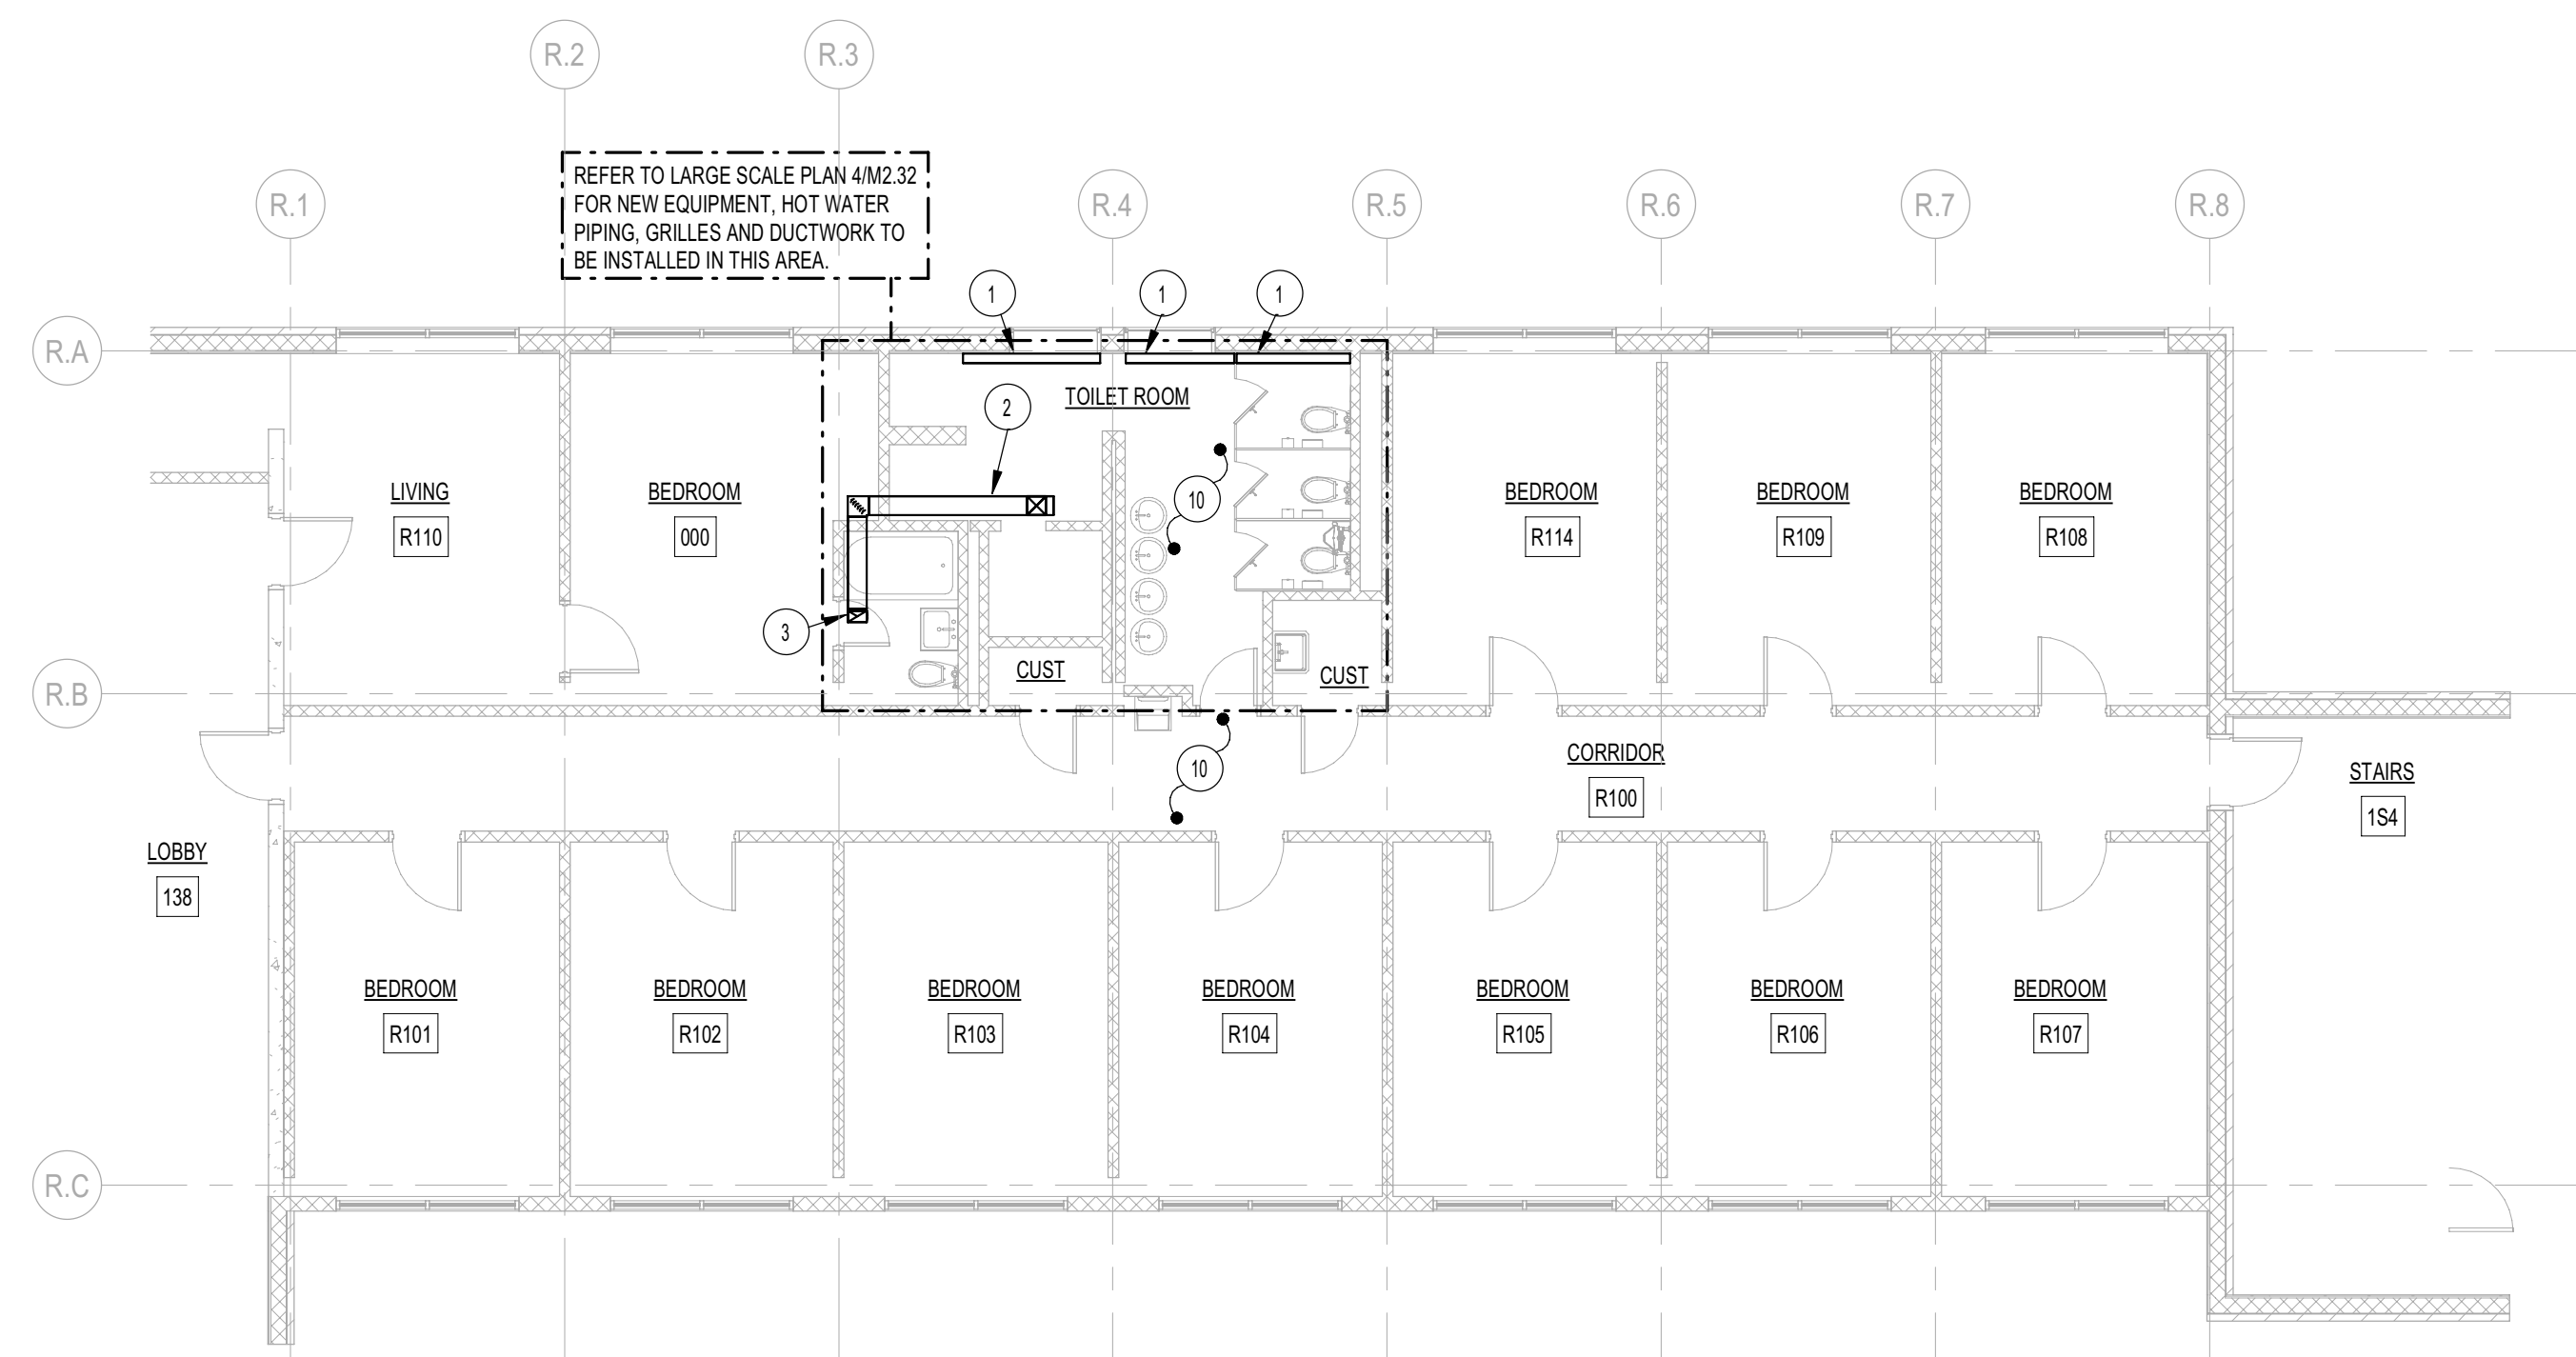 R.2
R.3
REFER TO LARGE SCALE PLAN 4/M2.32
FOR NEW EQUIPMENT, HOT WATER
PIPING, GRILLES AND DUCTWORK TO
BE INSTALLED IN THIS AREA.
R.1
R.4
R.5
R.6
R.7
R.8
1
1
1
R.A
TOILET ROOM
2
LIVING
R110
BEDROOM
000
10
BEDROOM
R114
BEDROOM
R109
BEDROOM
R108
3
CUST
CUST
R.B
10
CORRIDOR
R100
STAIRS
1S4
LOBBY
138
BEDROOM
R101
BEDROOM
R102
BEDROOM
R103
BEDROOM
R104
BEDROOM
R105
BEDROOM
R106
BEDROOM
R107
R.C